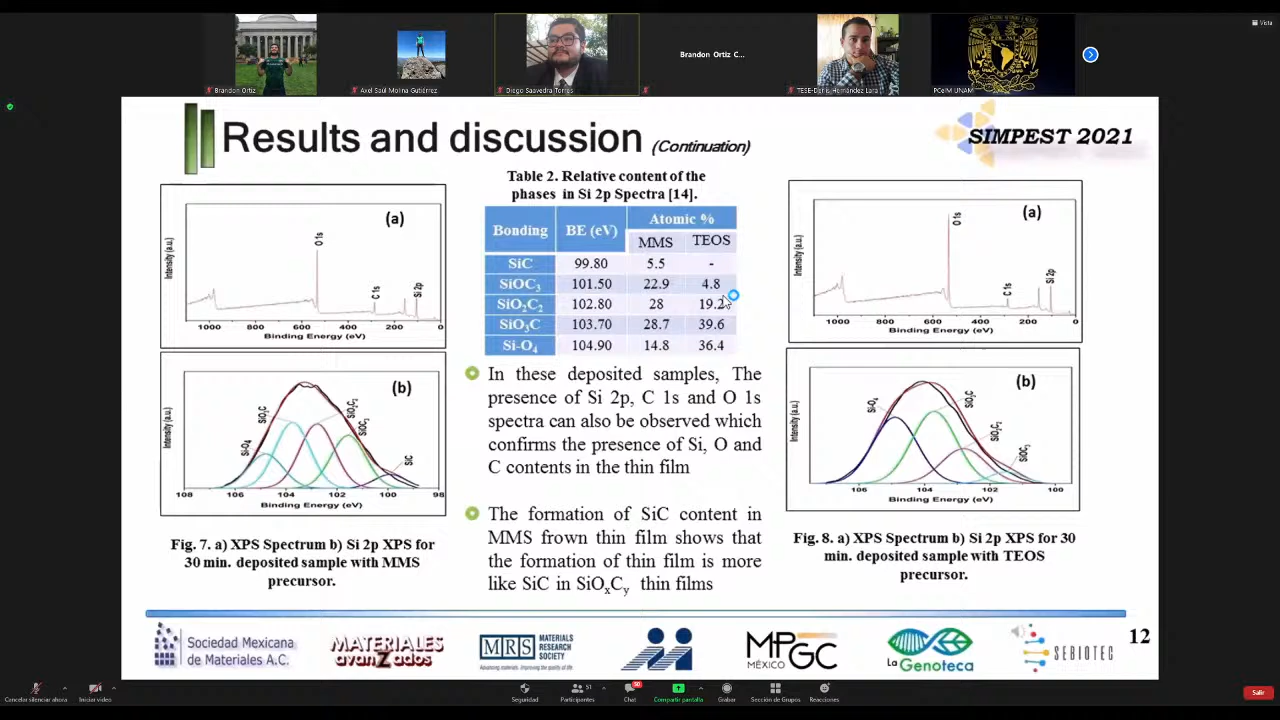 Vista
Brandon Ortiz C...
Brandon Ortiz
Axel Saúl Molina Gutiérrez
Diego Saavedra Torres
TESE-Denis Hernández Lara
PCeIM UNAM
Results and discussion (Continuation)
SIMPEST 2021
(a)
O 1s
C 1s
Si 2p
Intensity (a.u.)
1000 800 600 400 200 0
Binding Energy (eV)
(b)
Si-O₄
SiO₃C
SiO₂C₂
SiOC₃
SiC
Intensity (a.u.)
108 106 104 102 100 98
Binding Energy (eV)
Fig. 7. a) XPS Spectrum b) Si 2p XPS for
30 min. deposited sample with MMS
precursor.
Table 2. Relative content of the
phases in Si 2p Spectra [14].
Bonding BE (eV) Atomic %
MMS TEOS
SiC 99.80 5.5 -
SiOC₃ 101.50 22.9 4.8
SiO₂C₂ 102.80 28 19.2
SiO₃C 103.70 28.7 39.6
Si-O₄ 104.90 14.8 36.4
In these deposited samples, The
presence of Si 2p, C 1s and O 1s
spectra can also be observed which
confirms the presence of Si, O and
C contents in the thin film
The formation of SiC content in
MMS frown thin film shows that
the formation of thin film is more
like SiC in SiOₓCᵧ thin films
(a)
O 1s
C 1s
Si 2p
Intensity (a.u.)
1000 800 600 400 200 0
Binding Energy (eV)
(b)
Si-O₄
SiO₃C
SiO₂C₂
SiOC₃
Intensity (a.u.)
106 104 102 100
Binding Energy (eV)
Fig. 8. a) XPS Spectrum b) Si 2p XPS for 30
min. deposited sample with TEOS
precursor.
12
Sociedad Mexicana
de Materiales A.C.
MATERIALES
avanZados
MRS MATERIALS
RESEARCH
SOCIETY
Advancing materials. Improving the quality of life.
MPGC
MÉXICO
La Genoteca
SEBIOTEC
Cancelar silenciar ahora
Iniciar video
Seguridad
51
Participantes
50
Chat
Compartir pantalla
Grabar
Sección de Grupos
Reacciones
Salir